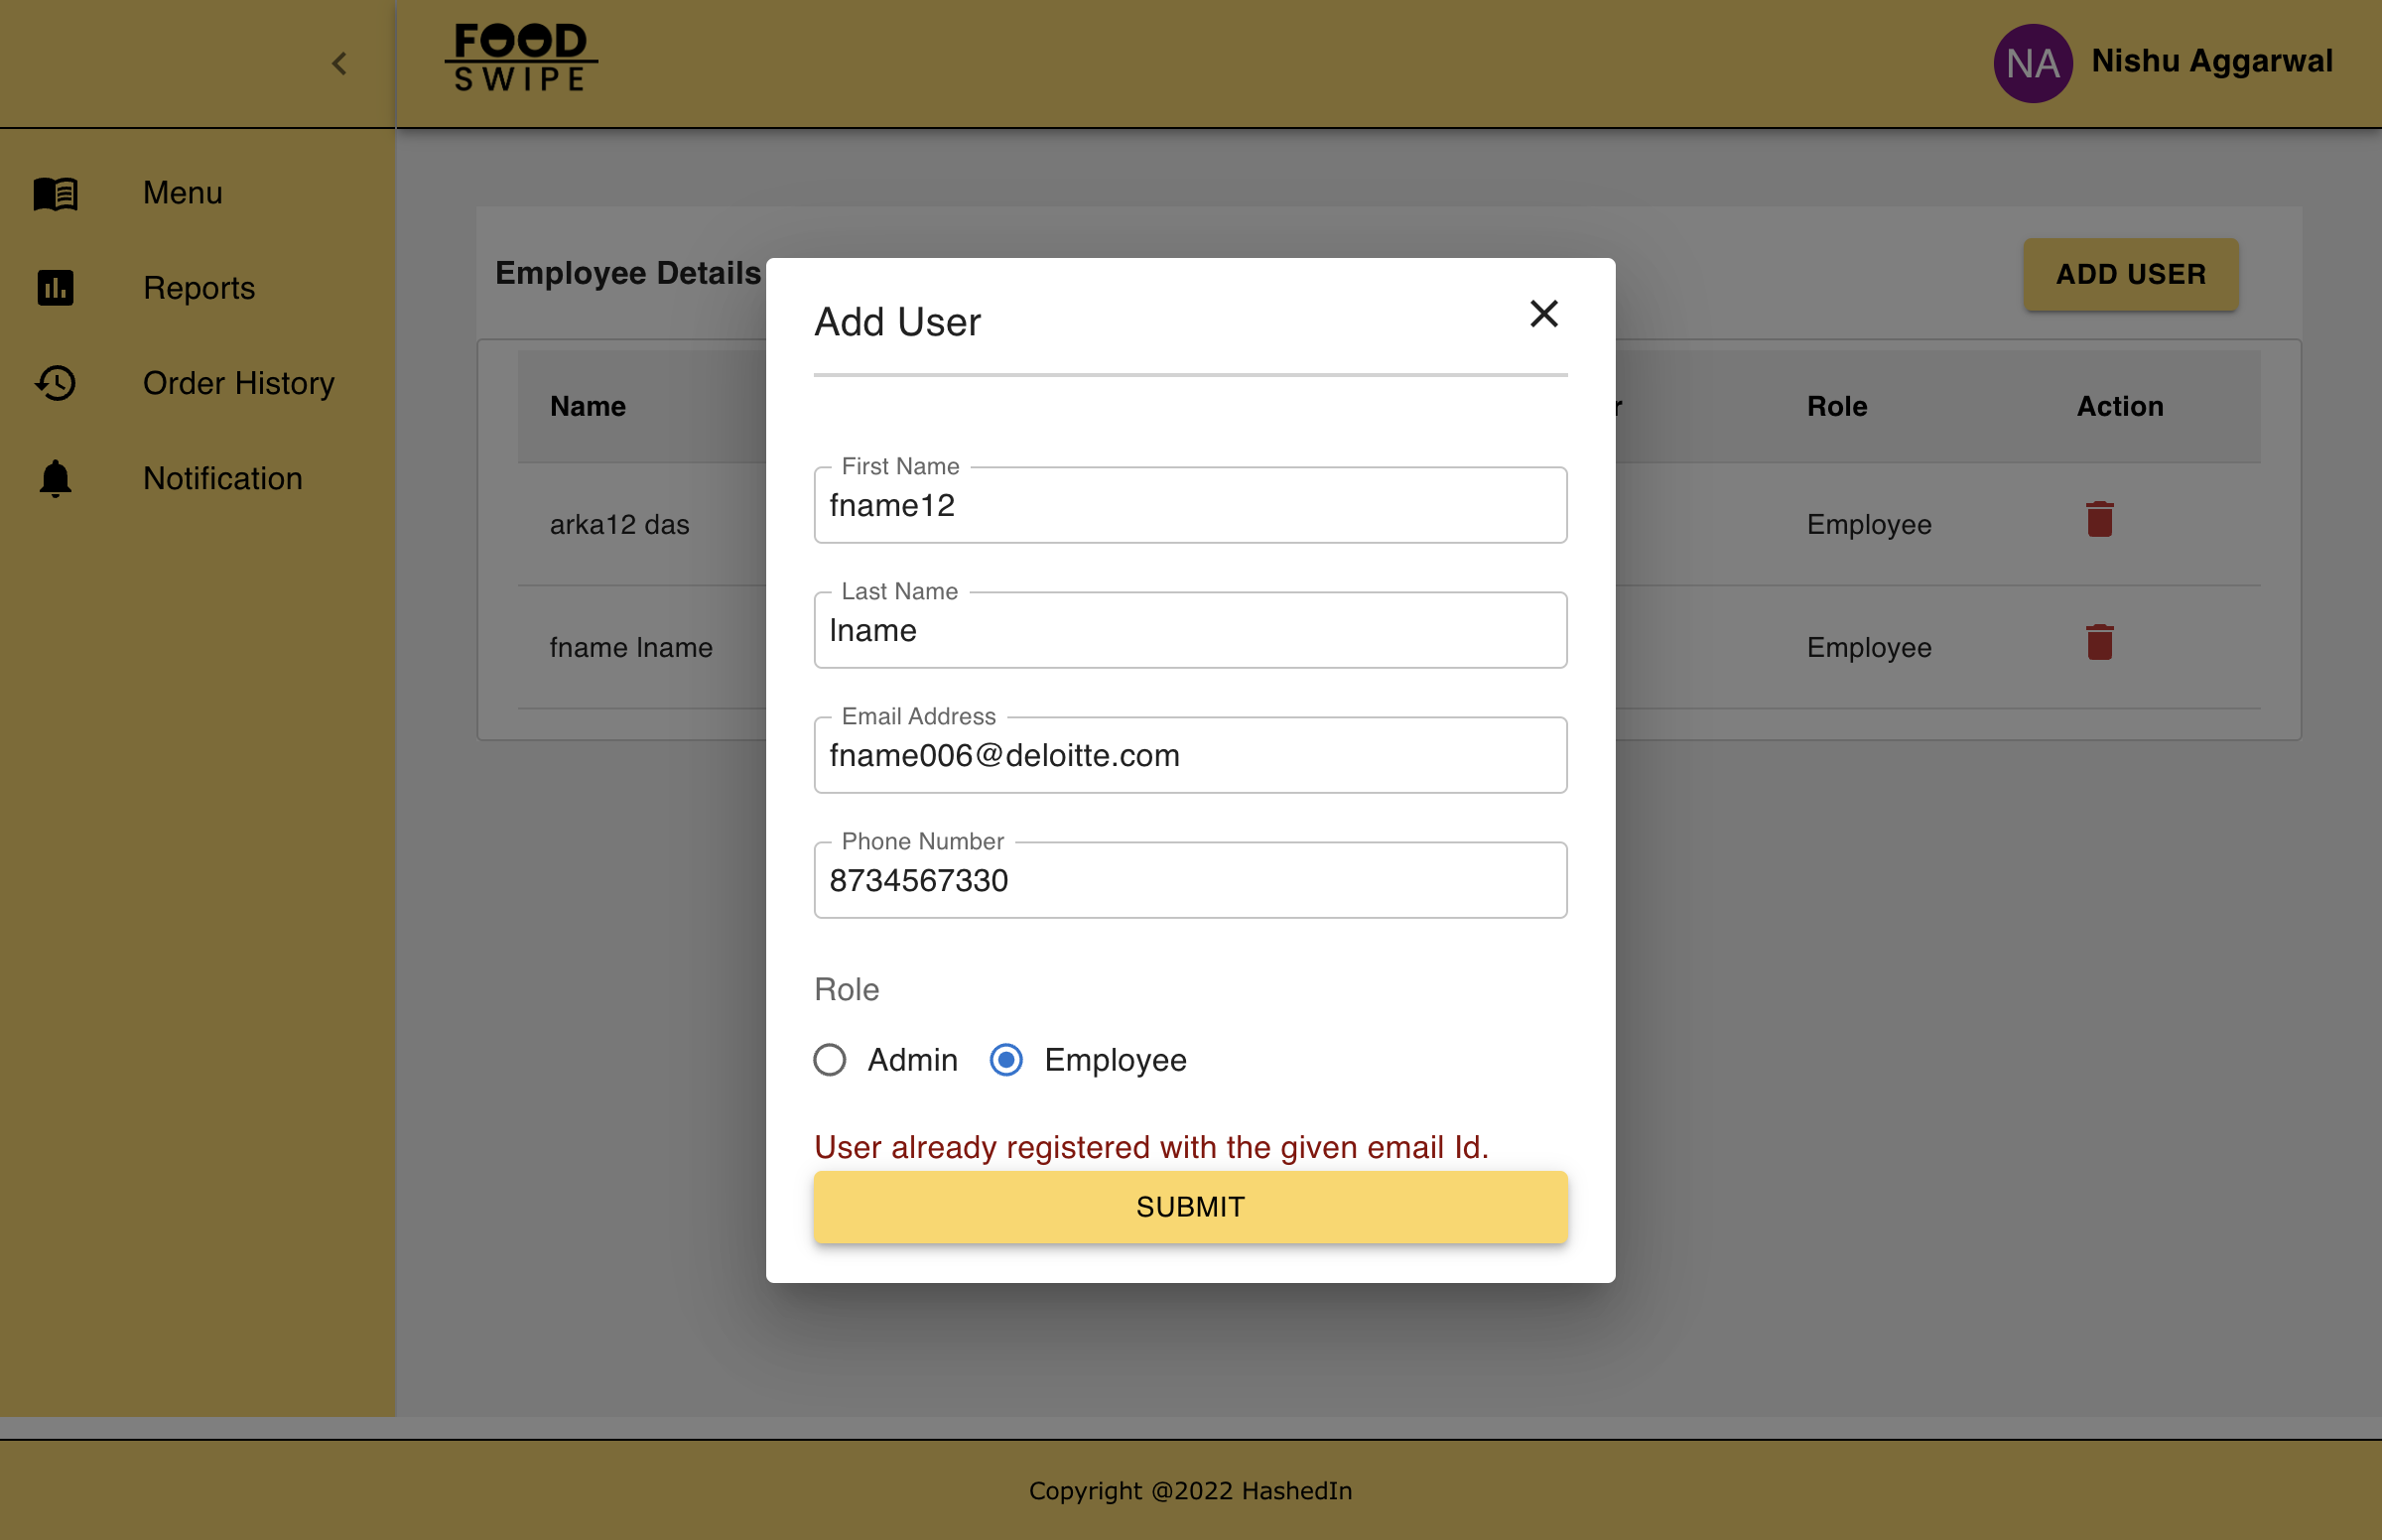 FOOD
SWIPE
NA
Nishu Aggarwal
Menu
Reports
Order History
Notification
Employee Details
ADD USER
Name
Role
Action
arka12 das
Employee
fname lname
Employee
Add User
First Name
fname12
Last Name
lname
Email Address
fname006@deloitte.com
Phone Number
8734567330
Role
Admin
Employee
User already registered with the given email Id.
SUBMIT
Copyright @2022 HashedIn